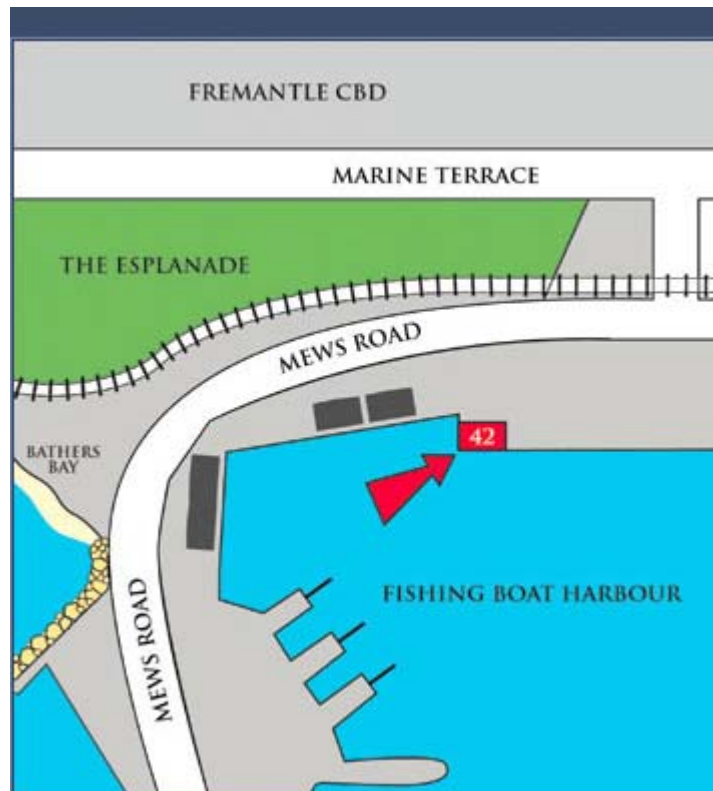 FREMANTLE CBD
MARINE TERRACE
THE ESPLANADE
MEWS ROAD
42
BATHERS
BAY
FISHING BOAT HARBOUR
MEWS ROAD